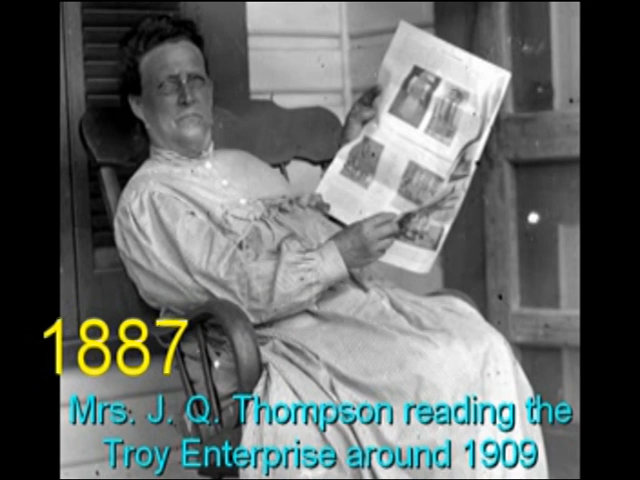 1887
Mrs. J. Q. Thompson reading the
Troy Enterprise around 1909